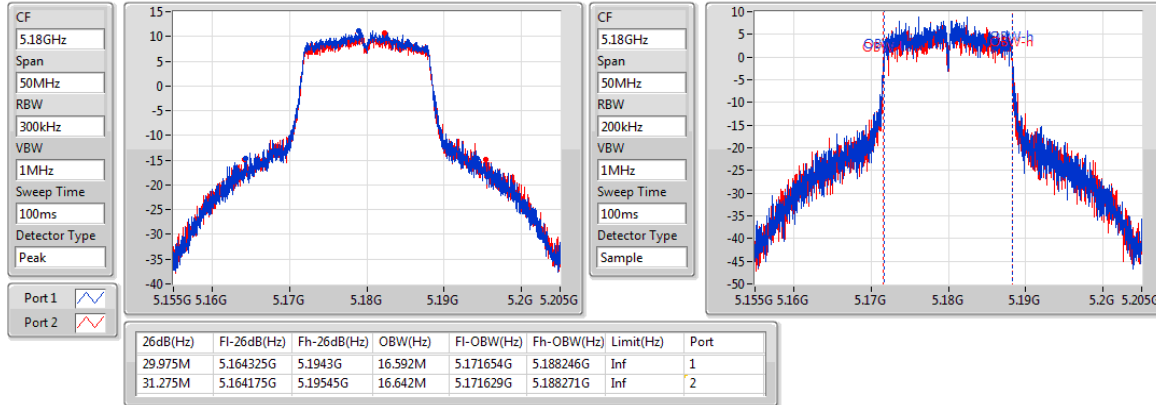 CF
5.18GHz
Span
50MHz
RBW
300kHz
VBW
1MHz
Sweep Time
100ms
Detector Type
Peak
Port 1
Port 2
15
10
5
0
-5
-10
-15
-20
-25
-30
-35
-40
5.155G 5.16G 5.17G 5.18G 5.19G 5.2G 5.205G
CF
5.18GHz
Span
50MHz
RBW
200kHz
VBW
1MHz
Sweep Time
100ms
Detector Type
Sample
10
5
0
-5
-10
-15
-20
-25
-30
-35
-40
-45
-50
5.155G 5.16G 5.17G 5.18G 5.19G 5.2G 5.205G
26dB(Hz) Fl-26dB(Hz) Fh-26dB(Hz) OBW(Hz) Fl-OBW(Hz) Fh-OBW(Hz) Limit(Hz) Port
29.975M 5.164325G 5.1943G 16.592M 5.171654G 5.188246G Inf 1
31.275M 5.164175G 5.19545G 16.642M 5.171629G 5.188271G Inf 2